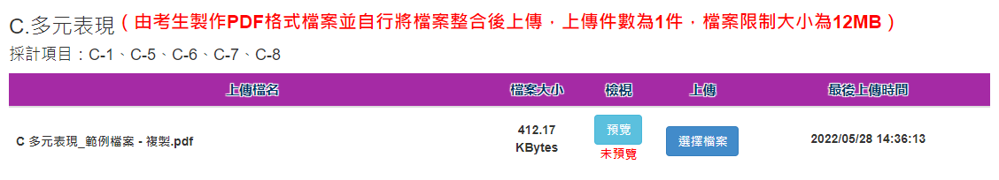 C.多元表現(由考生製作PDF格式檔案並自行將檔案整合後上傳，上傳件數為1件，檔案限制大小為12MB)
採計項目：C-1、C-5、C-6、C-7、C-8
上傳檔名 檔案大小 檢視 上傳 最後上傳時間
C 多元表現_範例檔案 - 複製.pdf 412.17 KBytes 預覽 選擇檔案 2022/05/28 14:36:13
未預覽